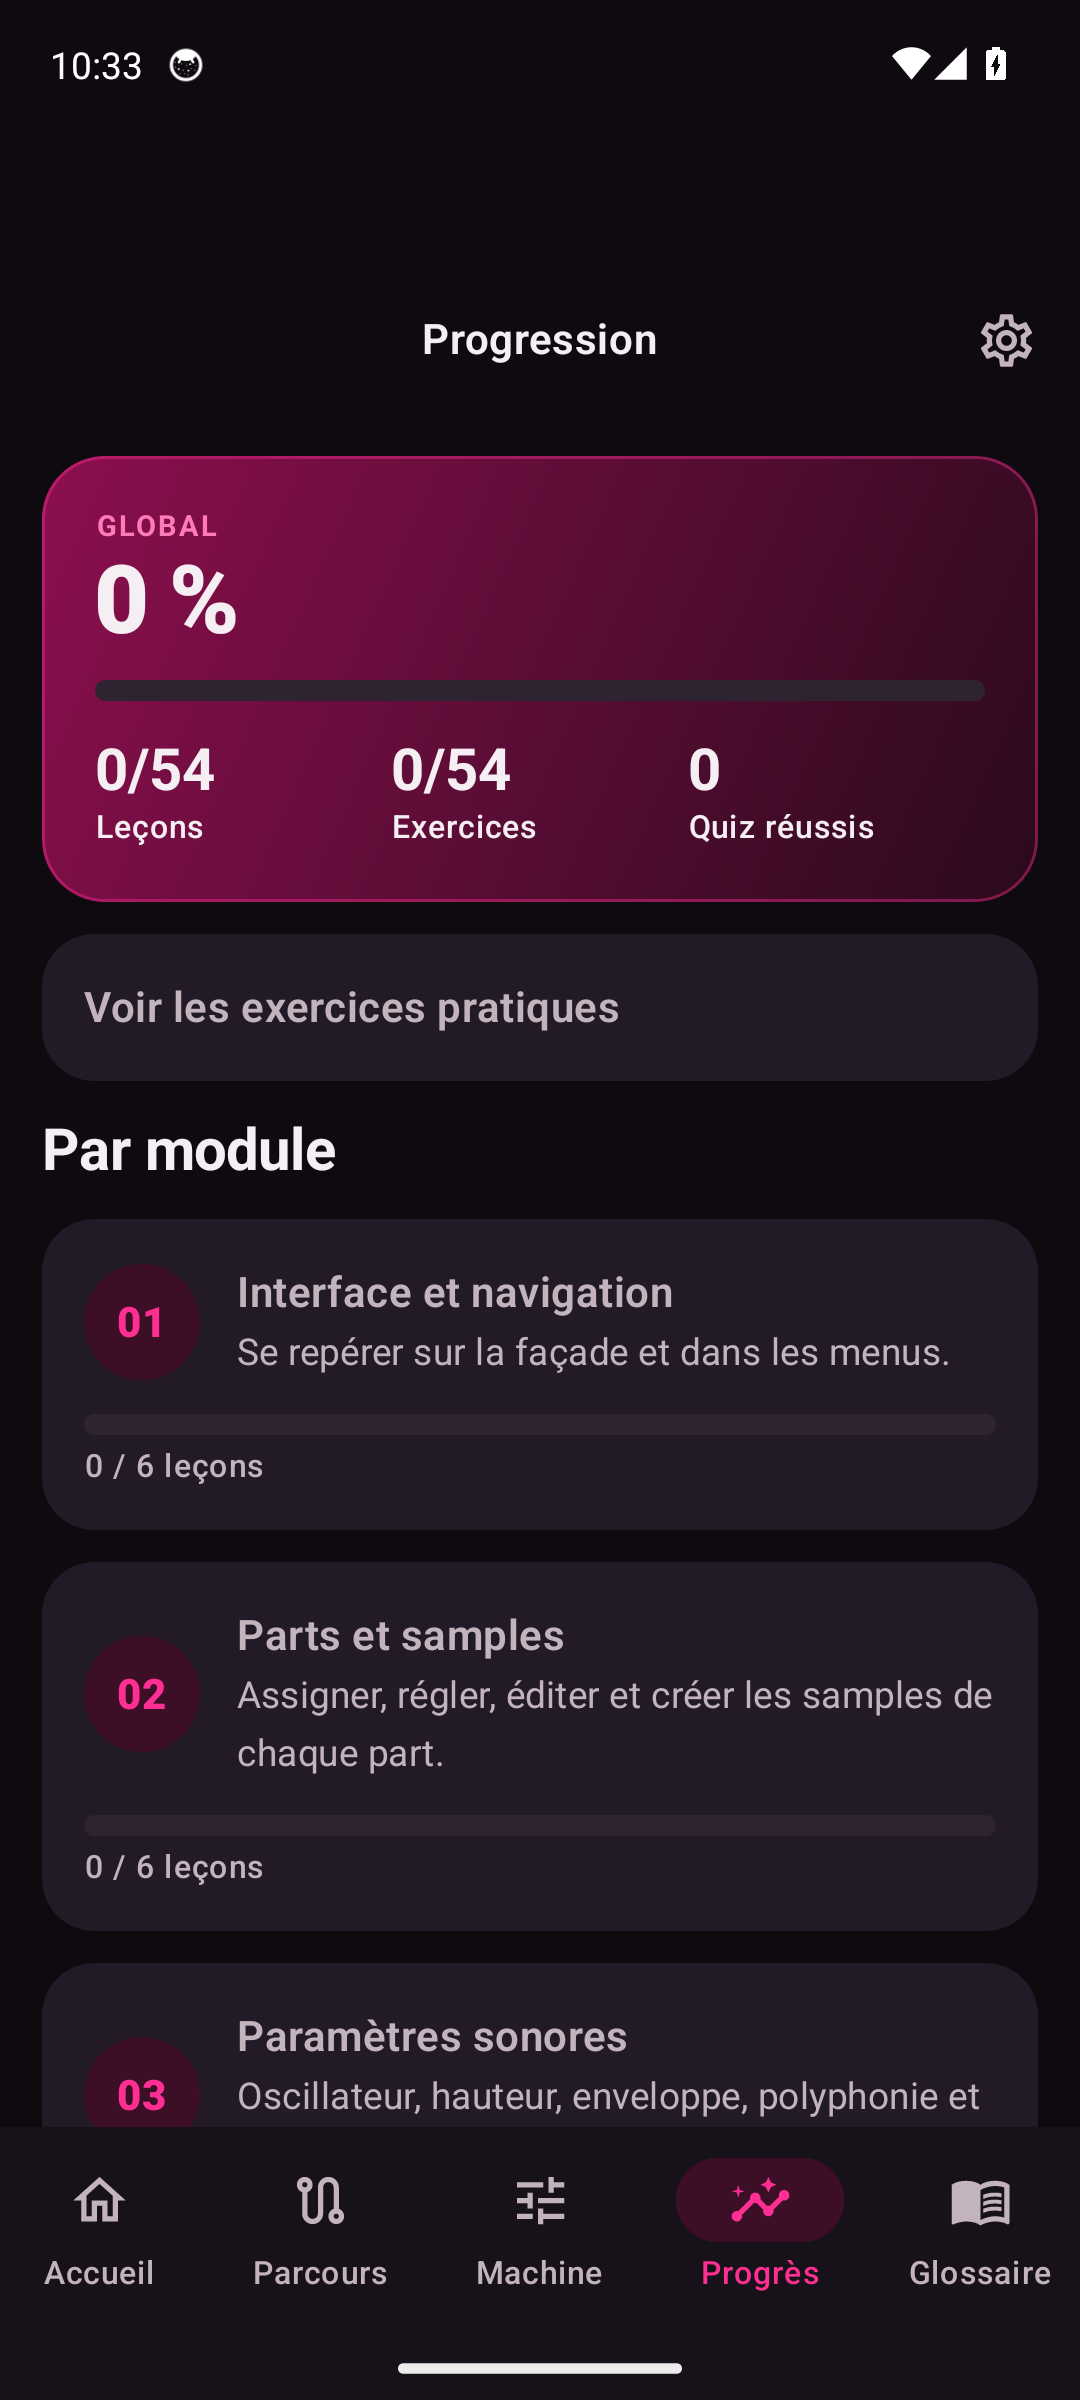 10:33
Progression
GLOBAL
0 %
0/54
0/54
0
Leçons
Exercices
Quiz réussis
Voir les exercices pratiques
Par module
01
Interface et navigation
Se repérer sur la façade et dans les menus.
0 / 6 leçons
02
Parts et samples
Assigner, régler, éditer et créer les samples de
chaque part.
0 / 6 leçons
03
Paramètres sonores
Oscillateur, hauteur, enveloppe, polyphonie et
Accueil
Parcours
Machine
Progrès
Glossaire